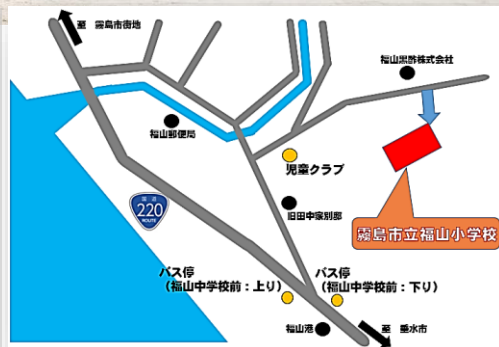 至 霧島市街地
福山黒酢株式会社
福山郵便局
児童クラブ
国道
220
ROUTE
旧田中家別邸
霧島市立福山小学校
バス停
(福山中学校前：上り)
バス停
(福山中学校前：下り)
福山港
至 垂水市